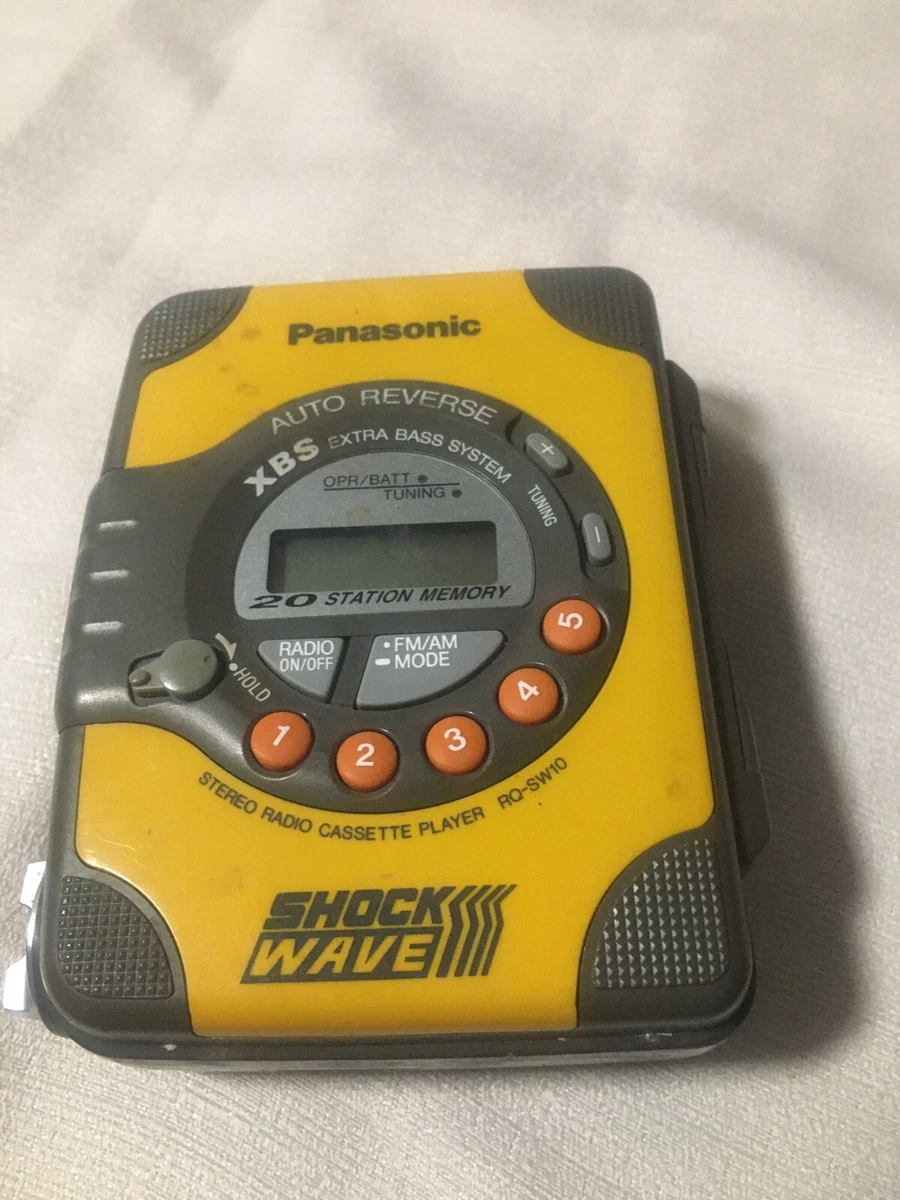 Panasonic
AUTO REVERSE
XBS EXTRA BASS SYSTEM
OPR/BATT
TUNING
+
TUNING
−
20 STATION MEMORY
RADIO
ON/OFF
• FM/AM
− MODE
HOLD
1
2
3
4
5
STEREO RADIO CASSETTE PLAYER RQ-SW10
SHOCK
WAVE